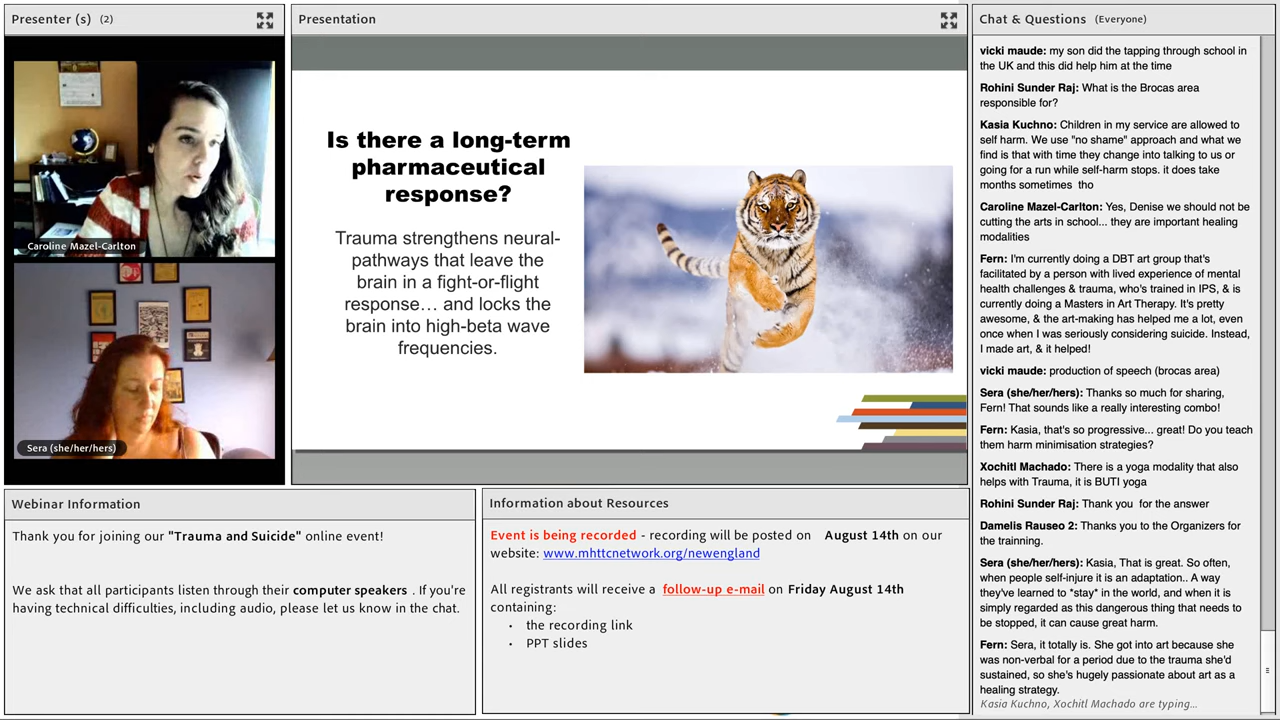 Presenter (s) (2)
Caroline Mazel-Carlton
Sera (she/her/hers)
Presentation
Is there a long-term
pharmaceutical
response?
Trauma strengthens neural-
pathways that leave the
brain in a fight-or-flight
response… and locks the
brain into high-beta wave
frequencies.
Webinar Information
Thank you for joining our "Trauma and Suicide" online event!
We ask that all participants listen through their computer speakers . If you're
having technical difficulties, including audio, please let us know in the chat.
Information about Resources
Event is being recorded - recording will be posted on August 14th on our
website: www.mhttcnetwork.org/newengland
All registrants will receive a follow-up e-mail on Friday August 14th
containing:
• the recording link
• PPT slides
Chat & Questions (Everyone)
vicki maude: my son did the tapping through school in
the UK and this did help him at the time
Rohini Sunder Raj: What is the Brocas area
responsible for?
Kasia Kuchno: Children in my service are allowed to
self harm. We use "no shame" approach and what we
find is that with time they change into talking to us or
going for a run while self-harm stops. it does take
months sometimes tho
Caroline Mazel-Carlton: Yes, Denise we should not be
cutting the arts in school... they are important healing
modalities
Fern: I'm currently doing a DBT art group that's
facilitated by a person with lived experience of mental
health challenges & trauma, who's trained in IPS, & is
currently doing a Masters in Art Therapy. It's pretty
awesome, & the art-making has helped me a lot, even
once when I was seriously considering suicide. Instead,
I made art, & it helped!
vicki maude: production of speech (brocas area)
Sera (she/her/hers): Thanks so much for sharing,
Fern! That sounds like a really interesting combo!
Fern: Kasia, that's so progressive... great! Do you teach
them harm minimisation strategies?
Xochitl Machado: There is a yoga modality that also
helps with Trauma, it is BUTI yoga
Rohini Sunder Raj: Thank you for the answer
Damelis Rauseo 2: Thanks you to the Organizers for
the trainning.
Sera (she/her/hers): Kasia, That is great. So often,
when people self-injure it is an adaptation.. A way
they've learned to *stay* in the world, and when it is
simply regarded as this dangerous thing that needs to
be stopped, it can cause great harm.
Fern: Sera, it totally is. She got into art because she
was non-verbal for a period due to the trauma she'd
sustained, so she's hugely passionate about art as a
healing strategy.
Kasia Kuchno, Xochitl Machado are typing...